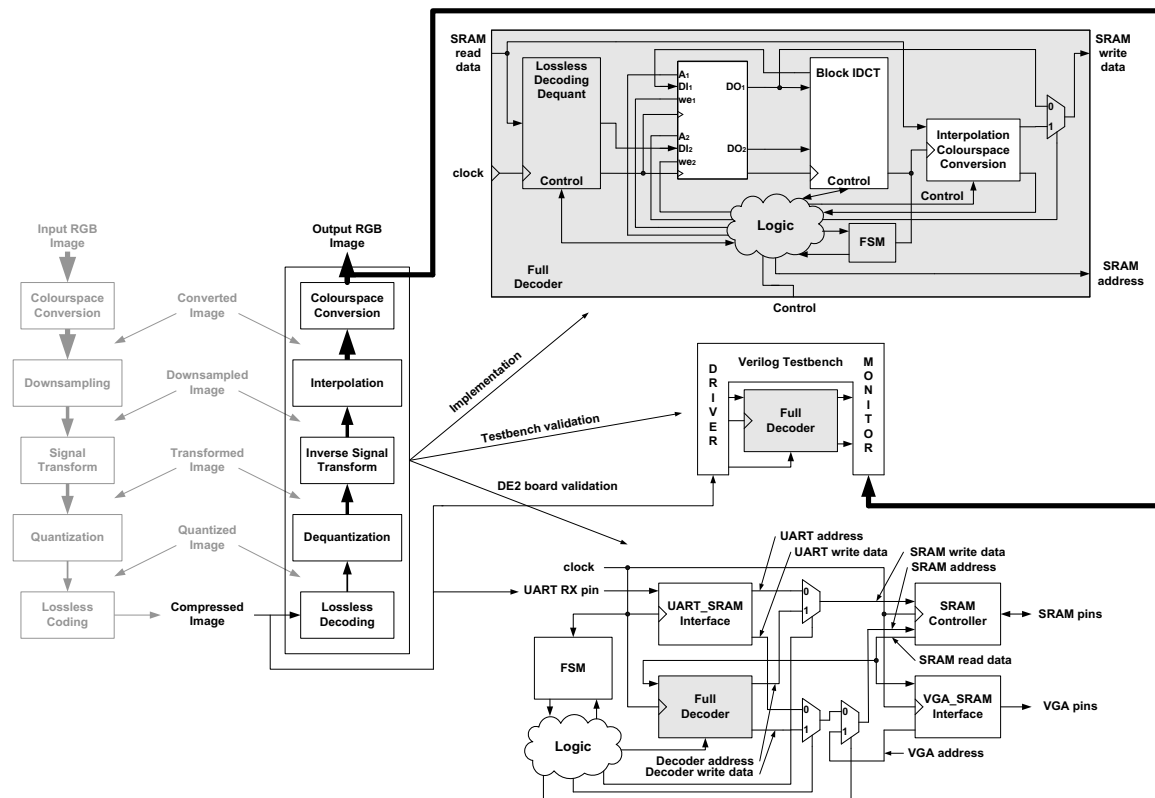 SRAM
read
data
Lossless
Decoding
Dequant
Control
clock
A1
DI1
we1
A2
DI2
we2
DO1
DO2
Block IDCT
Control
Interpolation
Colourspace
Conversion
Control
0
1
SRAM
write
data
Logic
FSM
SRAM
address
Full
Decoder
Control
Input RGB
Image
Colourspace
Conversion
Downsampling
Signal
Transform
Quantization
Lossless
Coding
Converted
Image
Downsampled
Image
Transformed
Image
Quantized
Image
Compressed
Image
Output RGB
Image
Colourspace
Conversion
Interpolation
Inverse Signal
Transform
Dequantization
Lossless
Decoding
Implementation
Testbench validation
DE2 board validation
Verilog Testbench
DRIVER
Full
Decoder
MONITOR
UART address
UART write data
SRAM write data
SRAM address
clock
UART RX pin
UART_SRAM
Interface
0
1
SRAM
Controller
SRAM pins
SRAM read data
FSM
Full
Decoder
0
1
0
1
VGA_SRAM
Interface
VGA pins
Logic
Decoder address
Decoder write data
VGA address